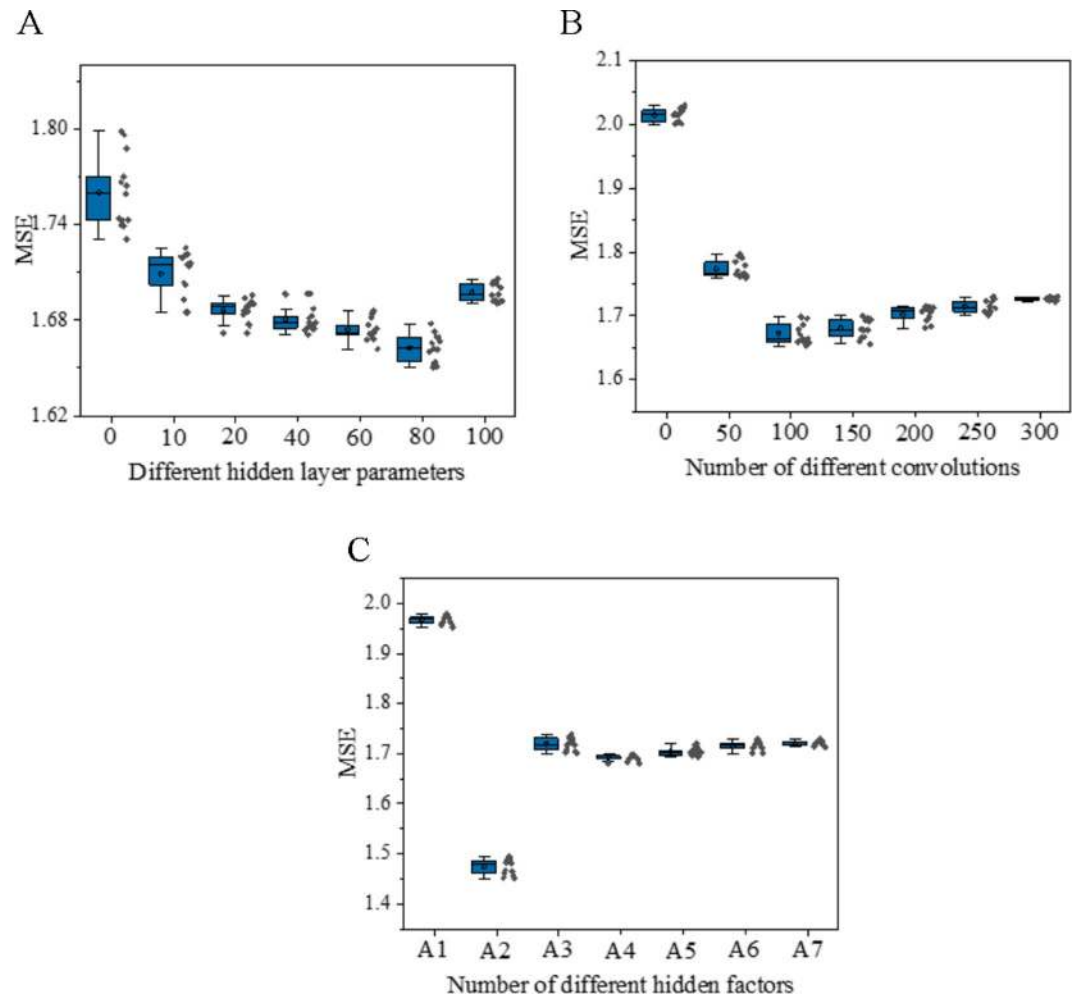 A
B
MSE
1.80
1.74
1.68
1.62
0 10 20 40 60 80 100
Different hidden layer parameters
MSE
2.1
2.0
1.9
1.8
1.7
1.6
0 50 100 150 200 250 300
Number of different convolutions
C
MSE
2.0
1.9
1.8
1.7
1.6
1.5
1.4
A1 A2 A3 A4 A5 A6 A7
Number of different hidden factors